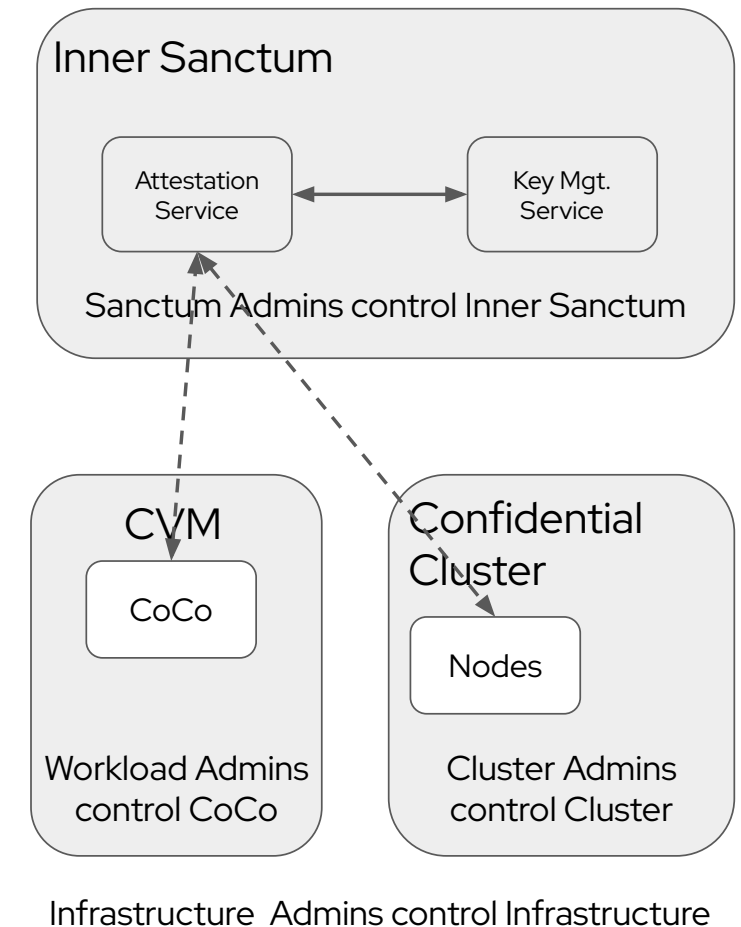 Inner Sanctum
Attestation
Service
Key Mgt.
Service
Sanctum Admins control Inner Sanctum
CVM
CoCo
Workload Admins
control CoCo
Confidential
Cluster
Nodes
Cluster Admins
control Cluster
Infrastructure  Admins control Infrastructure